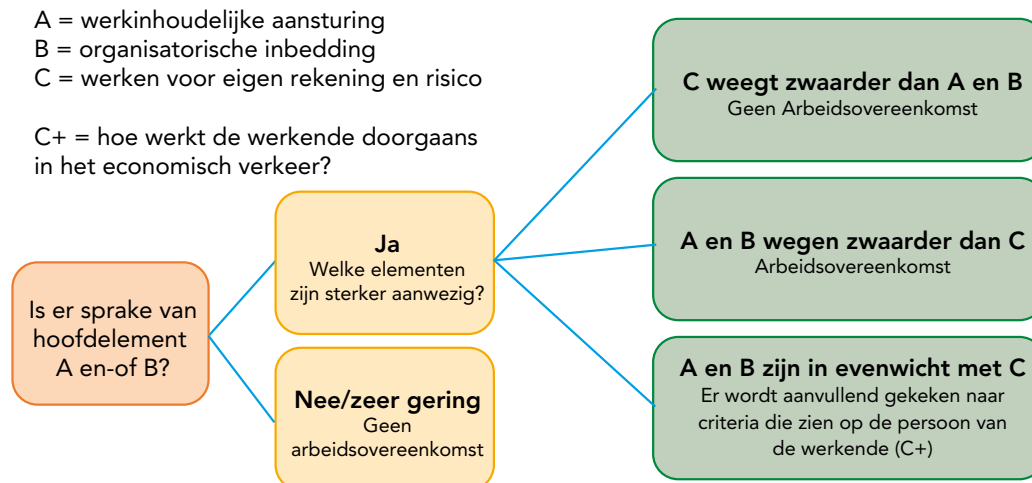 A = werkinhoudelijke aansturing
B = organisatorische inbedding
C = werken voor eigen rekening en risico
C+ = hoe werkt de werkende doorgaans
in het economisch verkeer?
Is er sprake van
hoofdelement
A en-of B?
Ja
Welke elementen
zijn sterker aanwezig?
Nee/zeer gering
Geen
arbeidsovereenkomst
C weegt zwaarder dan A en B
Geen Arbeidsovereenkomst
A en B wegen zwaarder dan C
Arbeidsovereenkomst
A en B zijn in evenwicht met C
Er wordt aanvullend gekeken naar
criteria die zien op de persoon van
de werkende (C+)